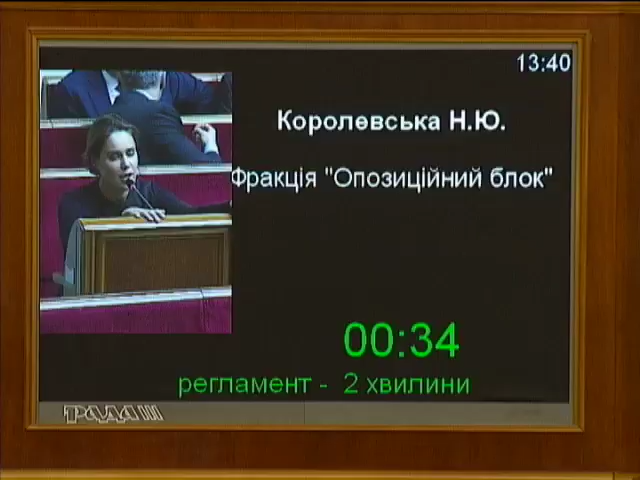 13:40
Королевська Н.Ю.
Фракція "Опозиційний блок"
00:34
регламент - 2 хвилини
РАДА